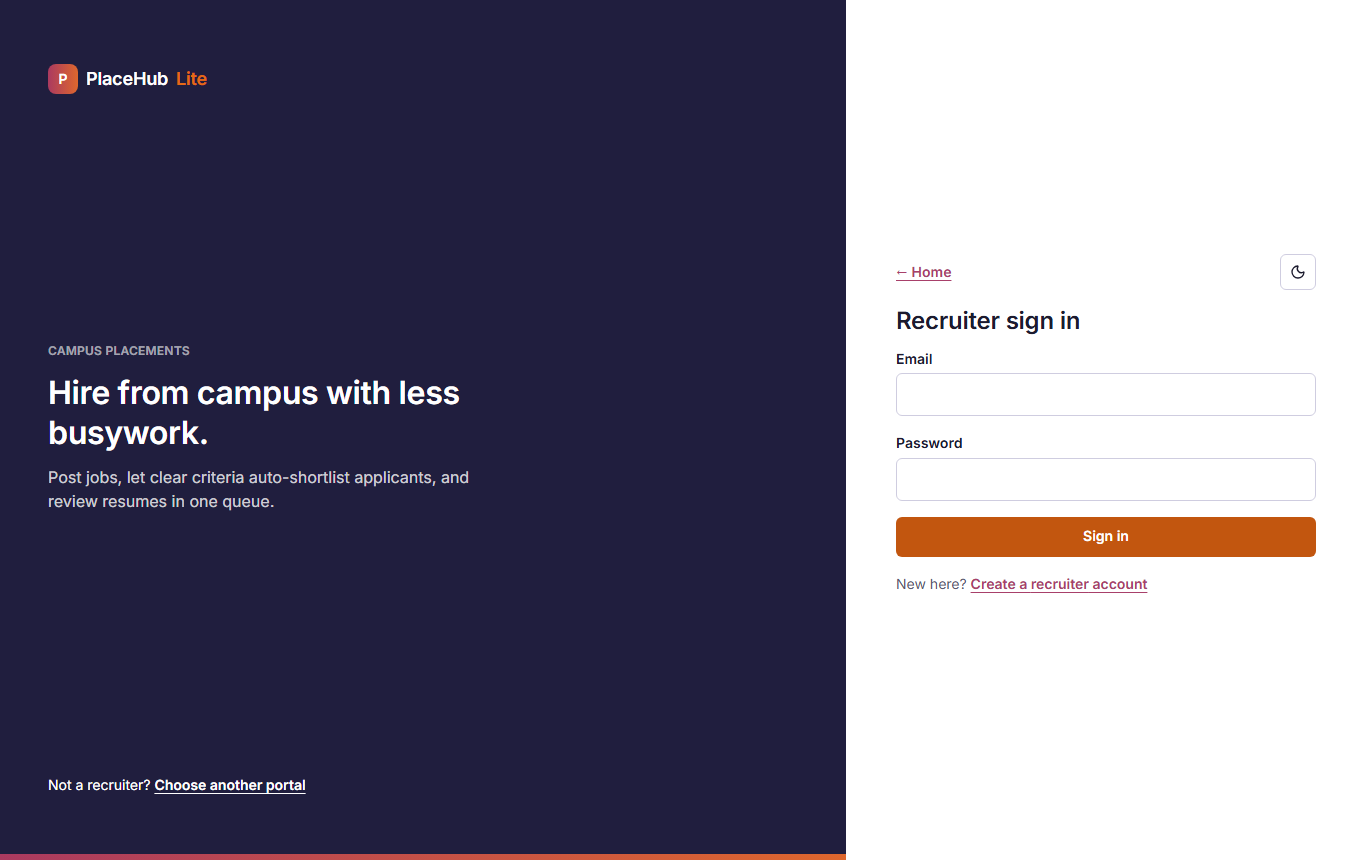 P PlaceHub Lite
CAMPUS PLACEMENTS
Hire from campus with less
busywork.
Post jobs, let clear criteria auto-shortlist applicants, and
review resumes in one queue.
Not a recruiter? Choose another portal
← Home
Recruiter sign in
Email
Password
Sign in
New here? Create a recruiter account